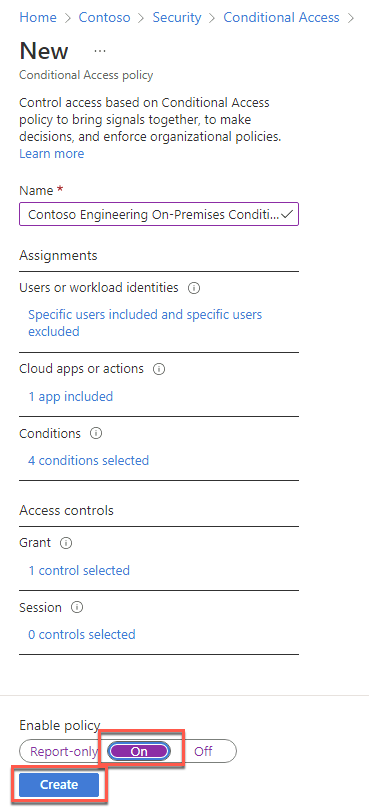 Home > Contoso > Security > Conditional Access >
New ...
Conditional Access policy
Control access based on Conditional Access
policy to bring signals together, to make
decisions, and enforce organizational policies.
Learn more
Name *
Contoso Engineering On-Premises Conditi...
Assignments
Users or workload identities
Specific users included and specific users
excluded
Cloud apps or actions
1 app included
Conditions
4 conditions selected
Access controls
Grant
1 control selected
Session
0 controls selected
Enable policy
Report-only On Off
Create